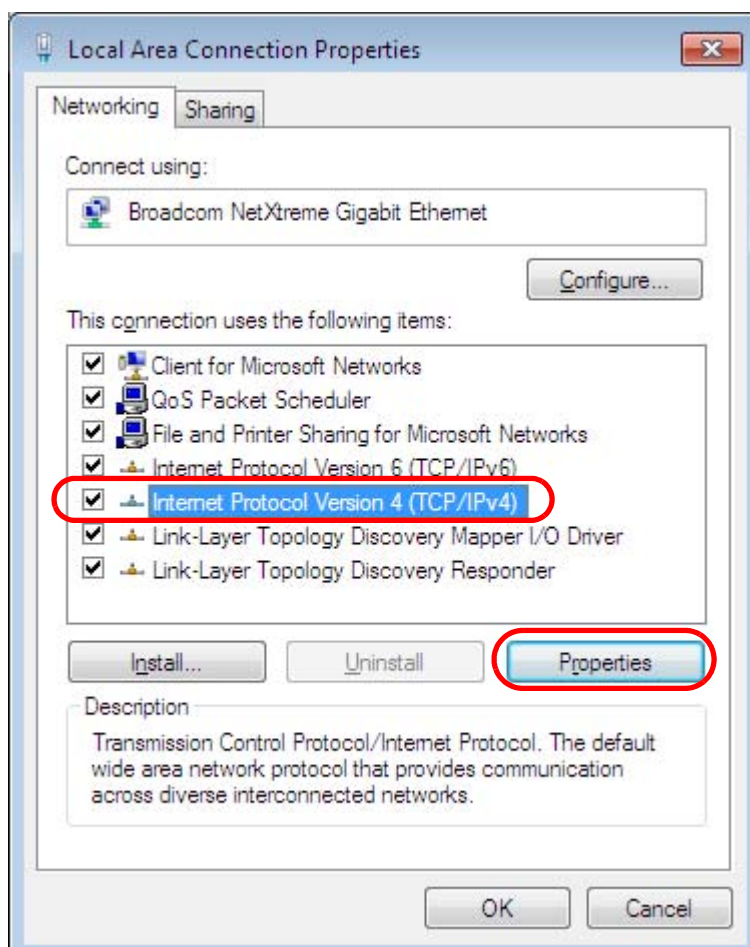 Local Area Connection Properties
Networking
Sharing
Connect using:
Broadcom NetXtreme Gigabit Ethernet
Configure...
This connection uses the following items:
Client for Microsoft Networks
QoS Packet Scheduler
File and Printer Sharing for Microsoft Networks
Internet Protocol Version 6 (TCP/IPv6)
Internet Protocol Version 4 (TCP/IPv4)
Link-Layer Topology Discovery Mapper I/O Driver
Link-Layer Topology Discovery Responder
Install...
Uninstall
Properties
Description
Transmission Control Protocol/Internet Protocol. The default
wide area network protocol that provides communication
across diverse interconnected networks.
OK
Cancel